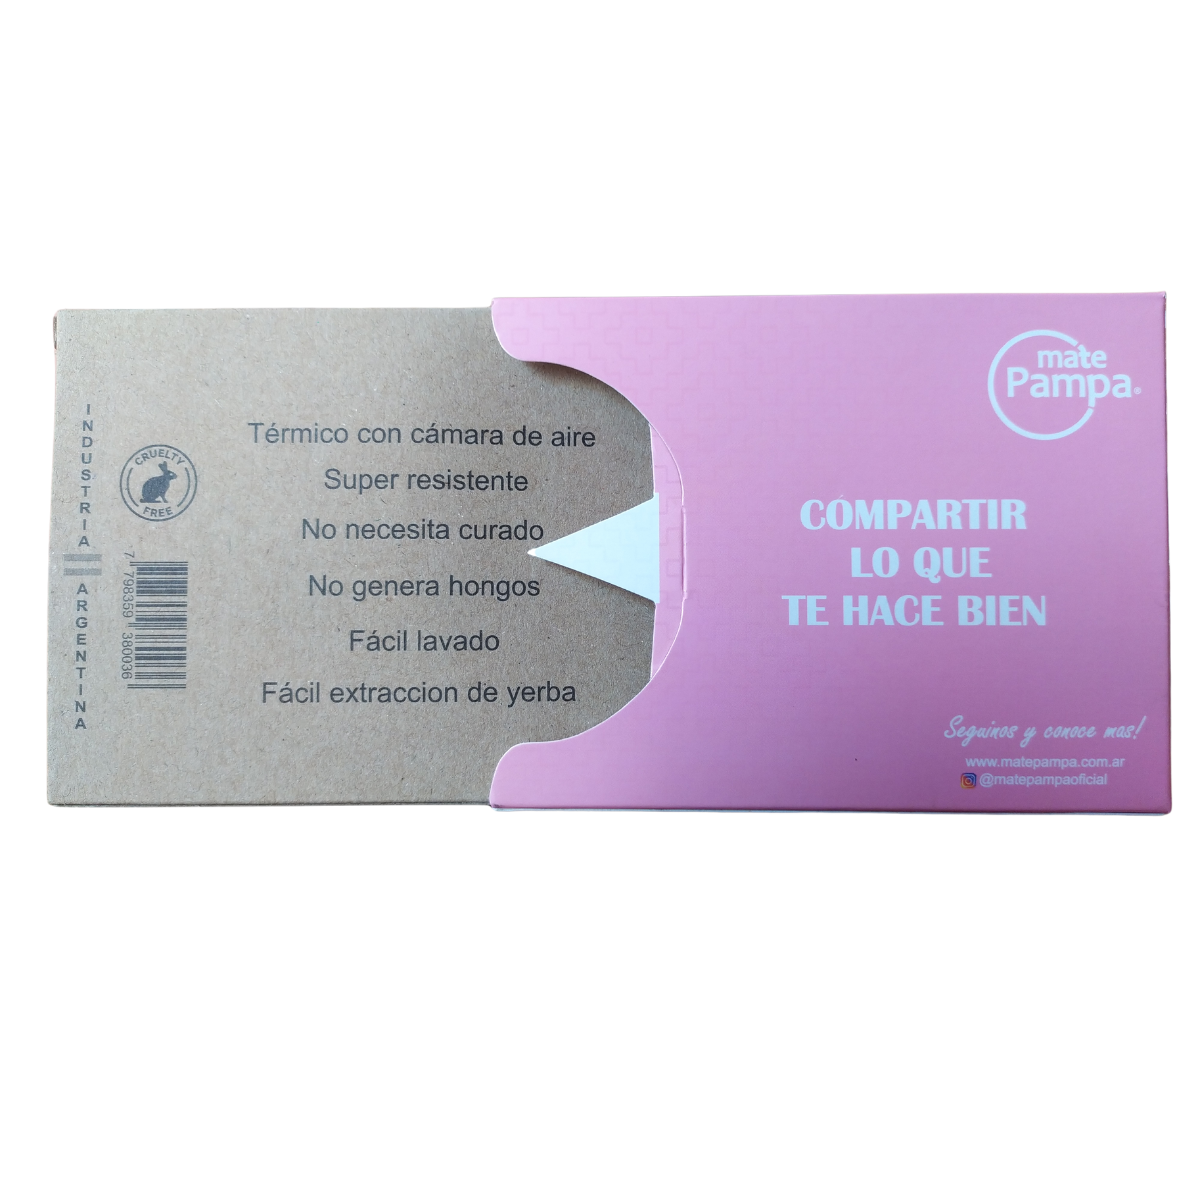 INDUSTRIA ARGENTINA
CRUELTY
FREE
7 798359 380036
Térmico con cámara de aire
Super resistente
No necesita curado
No genera hongos
Fácil lavado
Fácil extraccion de yerba
mate
Pampa®
COMPARTIR
LO QUE
TE HACE BIEN
Seguinos y conoce mas!
www.matepampa.com.ar
@matepampaoficial